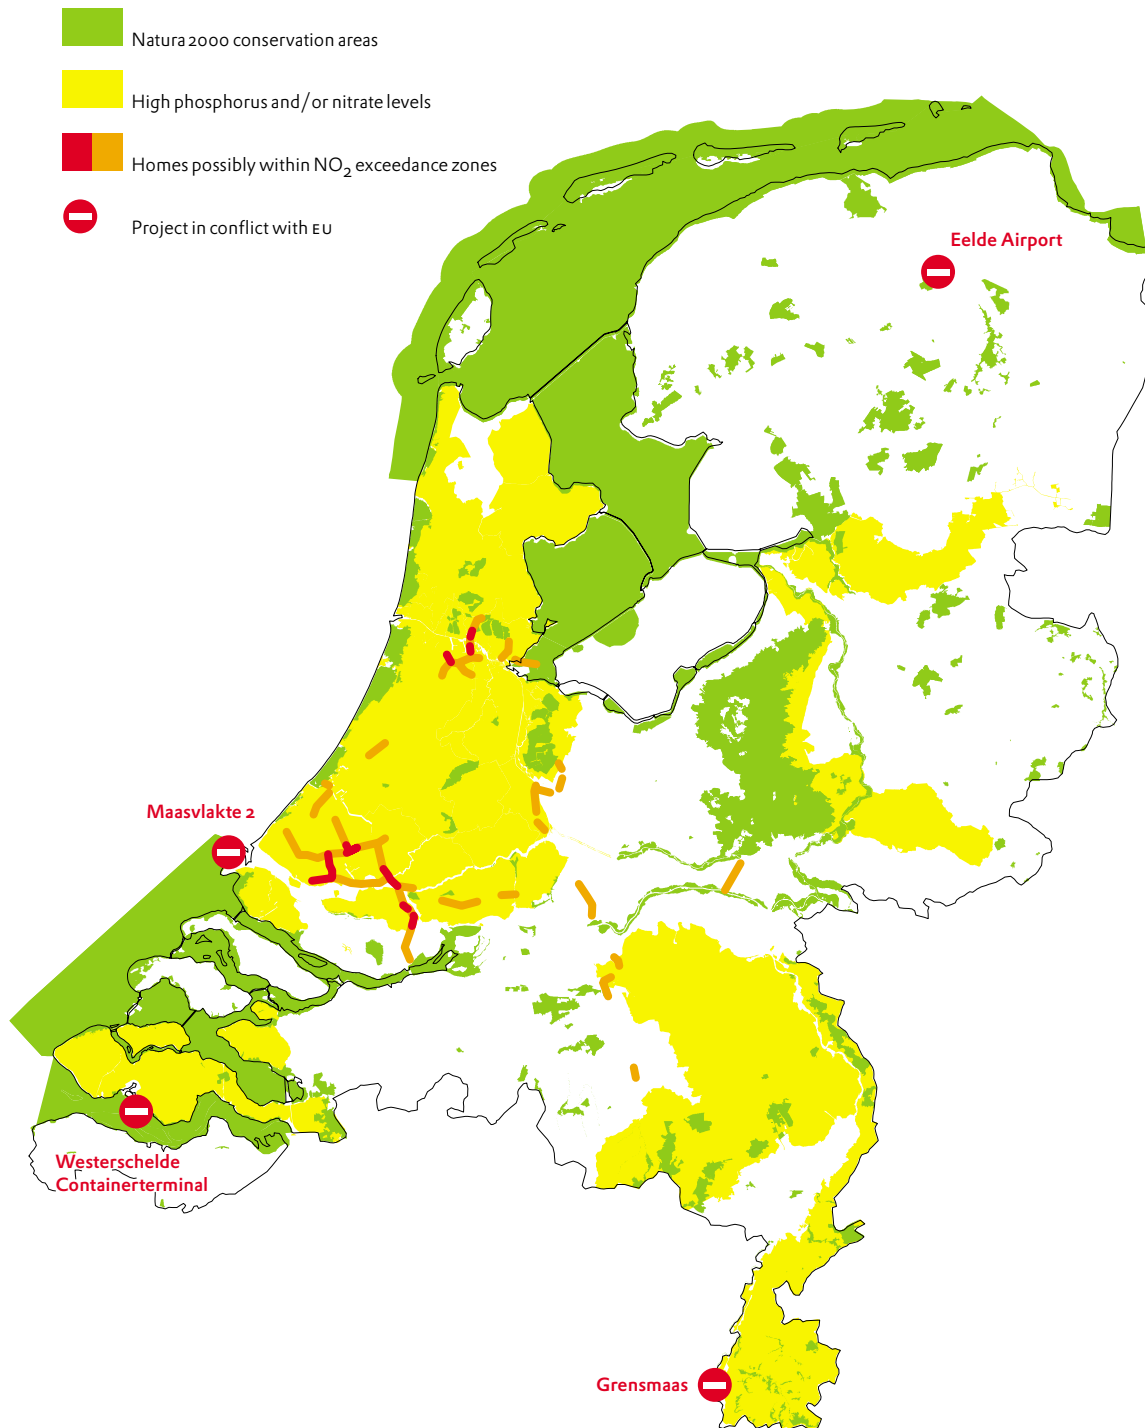 Natura 2000 conservation areas
High phosphorus and/or nitrate levels
Homes possibly within NO₂ exceedance zones
Project in conflict with EU
Eelde Airport
Maasvlakte 2
Westerschelde
Containerterminal
Grensmaas